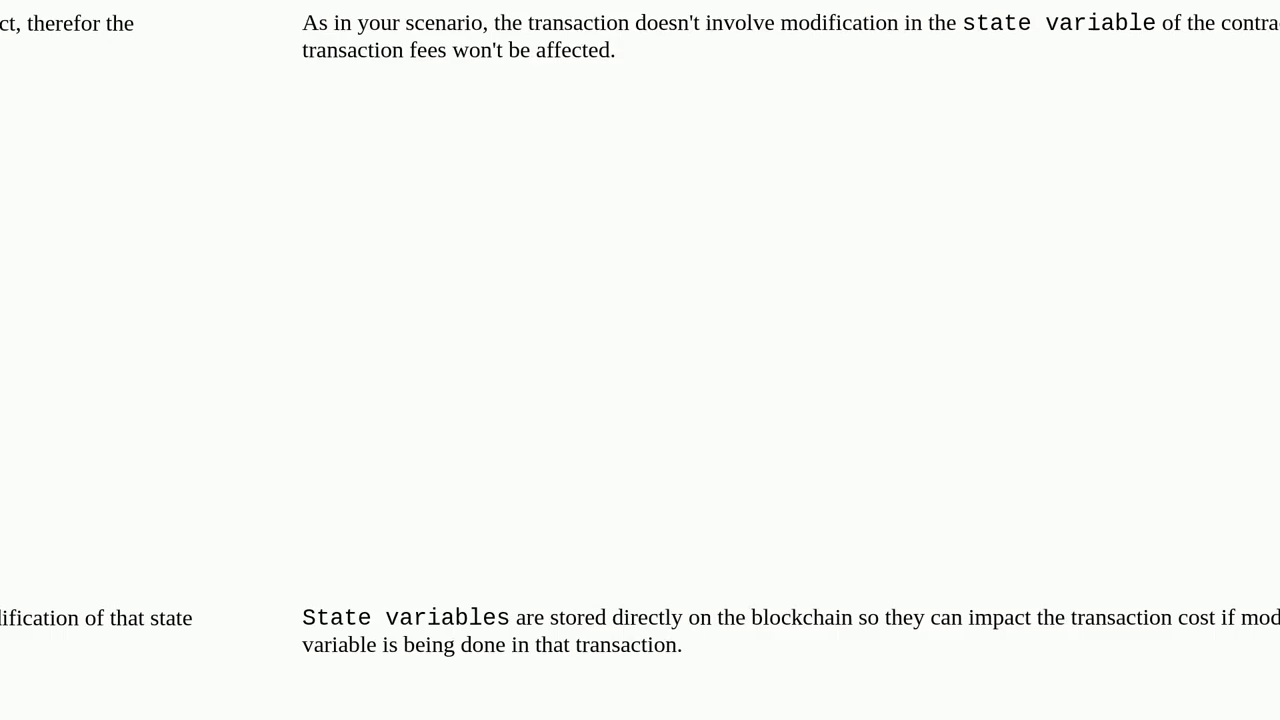 ct, therefor the
As in your scenario, the transaction doesn't involve modification in the state variable of the contra
transaction fees won't be affected.
ification of that state
State variables are stored directly on the blockchain so they can impact the transaction cost if mod
variable is being done in that transaction.